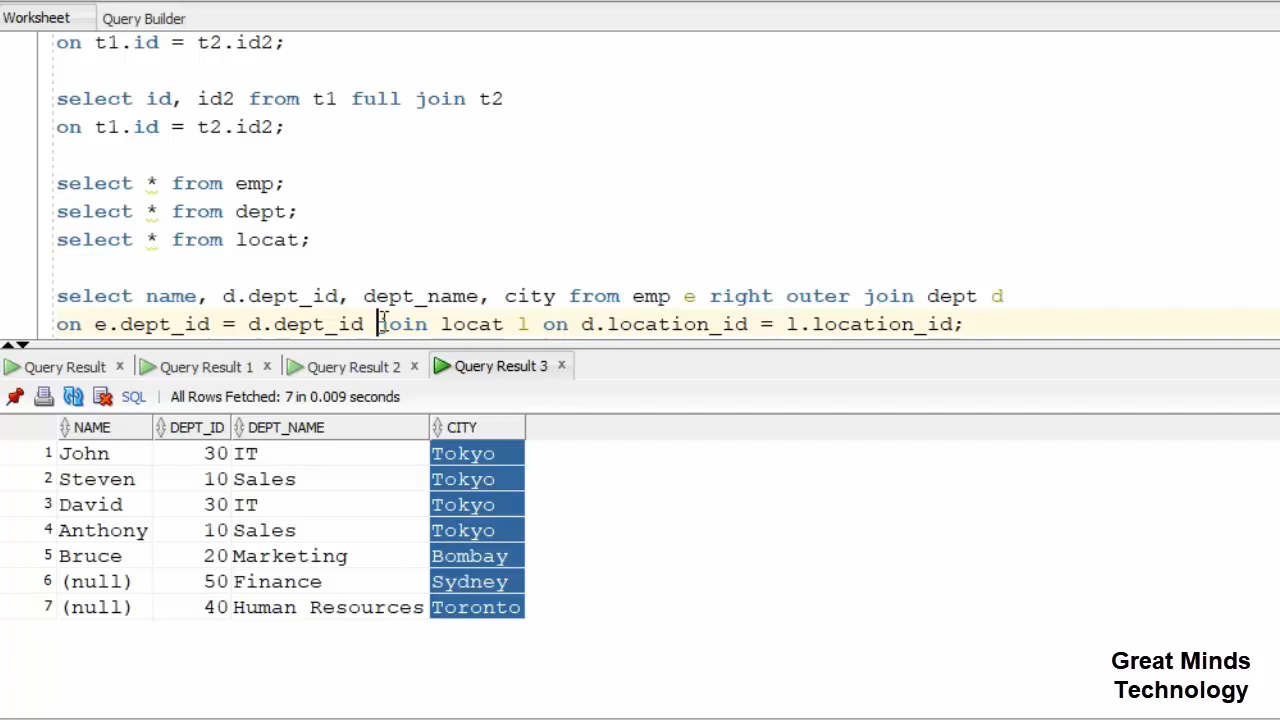 Worksheet Query Builder
on t1.id = t2.id2;
select id, id2 from t1 full join t2
on t1.id = t2.id2;
select * from emp;
select * from dept;
select * from locat;
select name, d.dept_id, dept_name, city from emp e right outer join dept d
on e.dept_id = d.dept_id join locat l on d.location_id = l.location_id;
Query Result x Query Result 1 x Query Result 2 x Query Result 3 x
SQL | All Rows Fetched: 7 in 0.009 seconds
NAME DEPT_ID DEPT_NAME CITY
1 John 30 IT Tokyo
2 Steven 10 Sales Tokyo
3 David 30 IT Tokyo
4 Anthony 10 Sales Tokyo
5 Bruce 20 Marketing Bombay
6 (null) 50 Finance Sydney
7 (null) 40 Human Resources Toronto
Great Minds
Technology